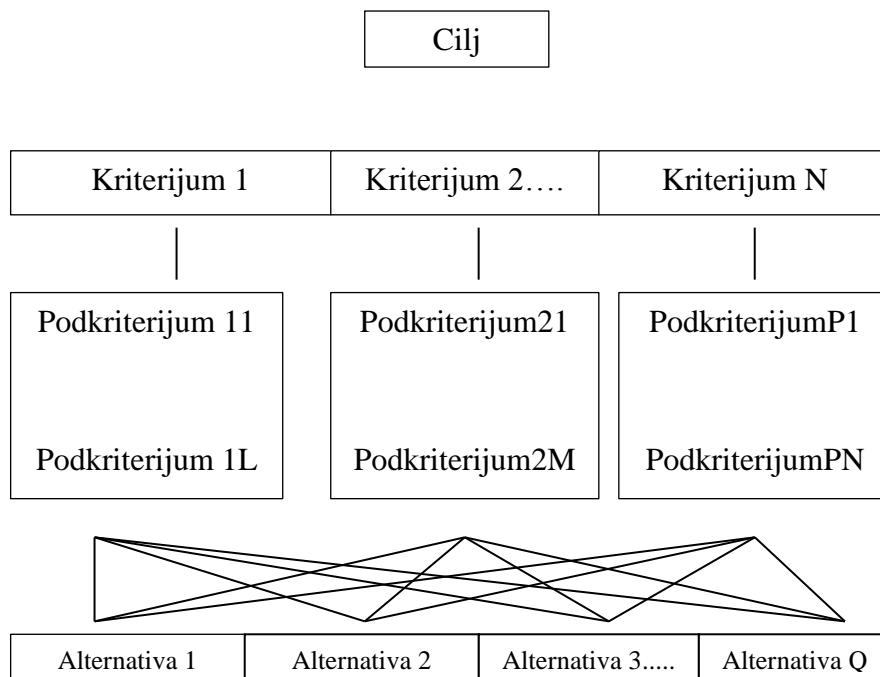 Cilj
Kriterijum 1 Kriterijum 2…. Kriterijum N
Podkriterijum 11 Podkriterijum21 PodkriterijumP1
Podkriterijum 1L Podkriterijum2M PodkriterijumPN
Alternativa 1 Alternativa 2 Alternativa 3..... Alternativa Q